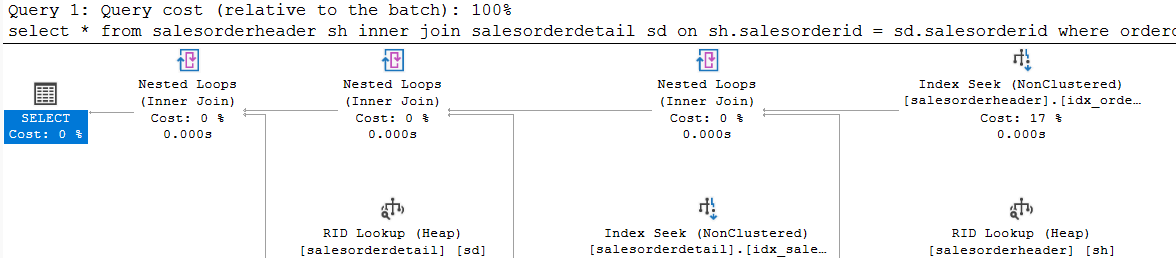 Query 1: Query cost (relative to the batch): 100%
select * from salesorderheader sh inner join salesorderdetail sd on sh.salesorderid = sd.salesorderid where
SELECT
Cost: 0 %
Nested Loops
(Inner Join)
Cost: 0 %
0.000s
Nested Loops
(Inner Join)
Cost: 0 %
0.000s
Nested Loops
(Inner Join)
Cost: 0 %
0.000s
Index Seek (NonClustered)
[salesorderheader].[idx_orde…
Cost: 17 %
0.000s
RID Lookup (Heap)
[salesorderdetail] [sd]
Index Seek (NonClustered)
[salesorderdetail].[idx_sale…
RID Lookup (Heap)
[salesorderheader] [sh]